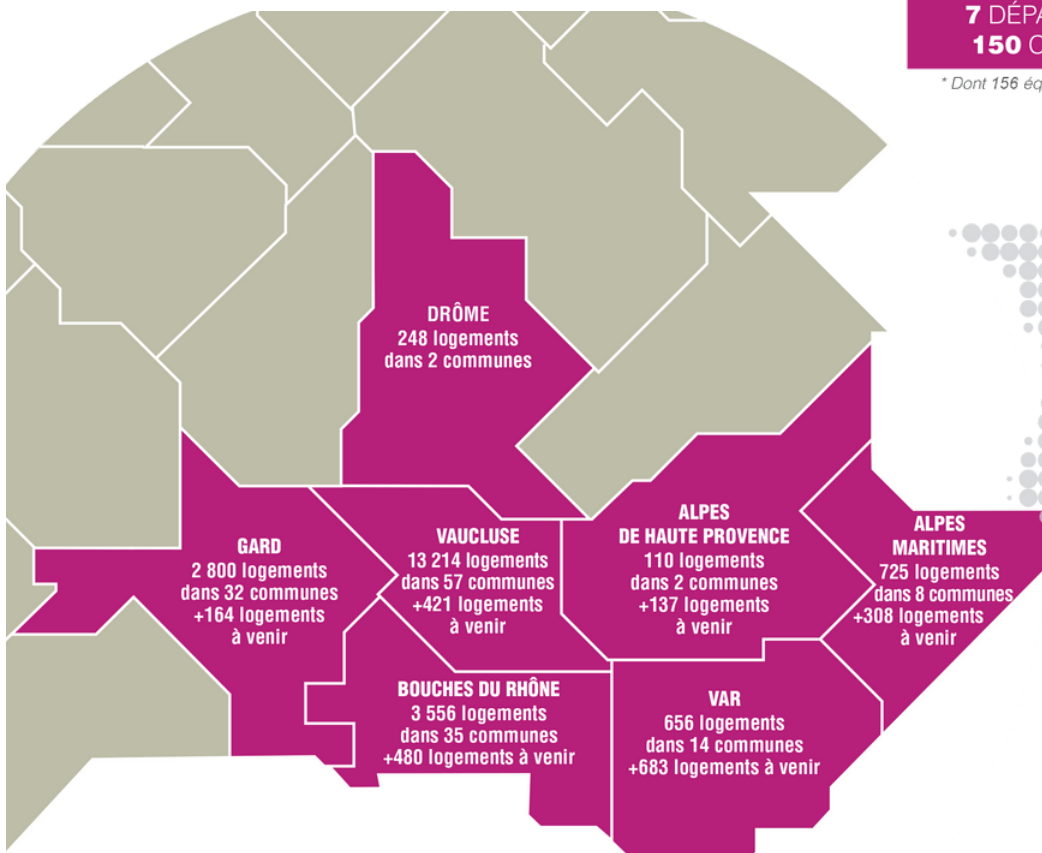 7
150
* Dont 156
DRÔME
248 logements
dans 2 communes
GARD
2 800 logements
dans 32 communes
+164 logements
à venir
VAUCLUSE
13 214 logements
dans 57 communes
+421 logements
à venir
ALPES
DE HAUTE PROVENCE
110 logements
dans 2 communes
+137 logements
à venir
ALPES
MARITIMES
725 logements
dans 8 communes
+308 logements
à venir
BOUCHES DU RHÔNE
3 556 logements
dans 35 communes
+480 logements à venir
VAR
656 logements
dans 14 communes
+683 logements à venir